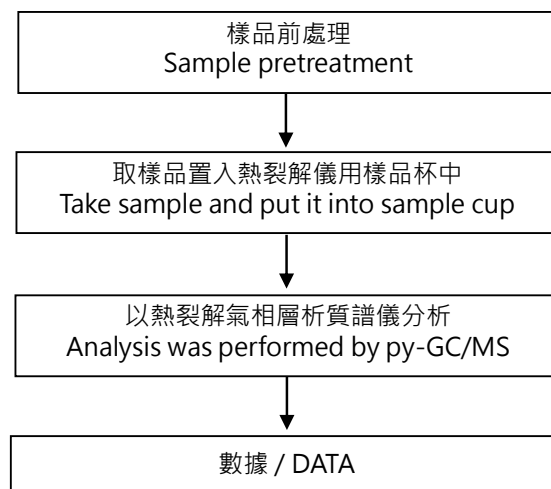 樣品前處理
Sample pretreatment
取樣品置入熱裂解儀用樣品杯中
Take sample and put it into sample cup
以熱裂解氣相層析質譜儀分析
Analysis was performed by py-GC/MS
數據 / DATA